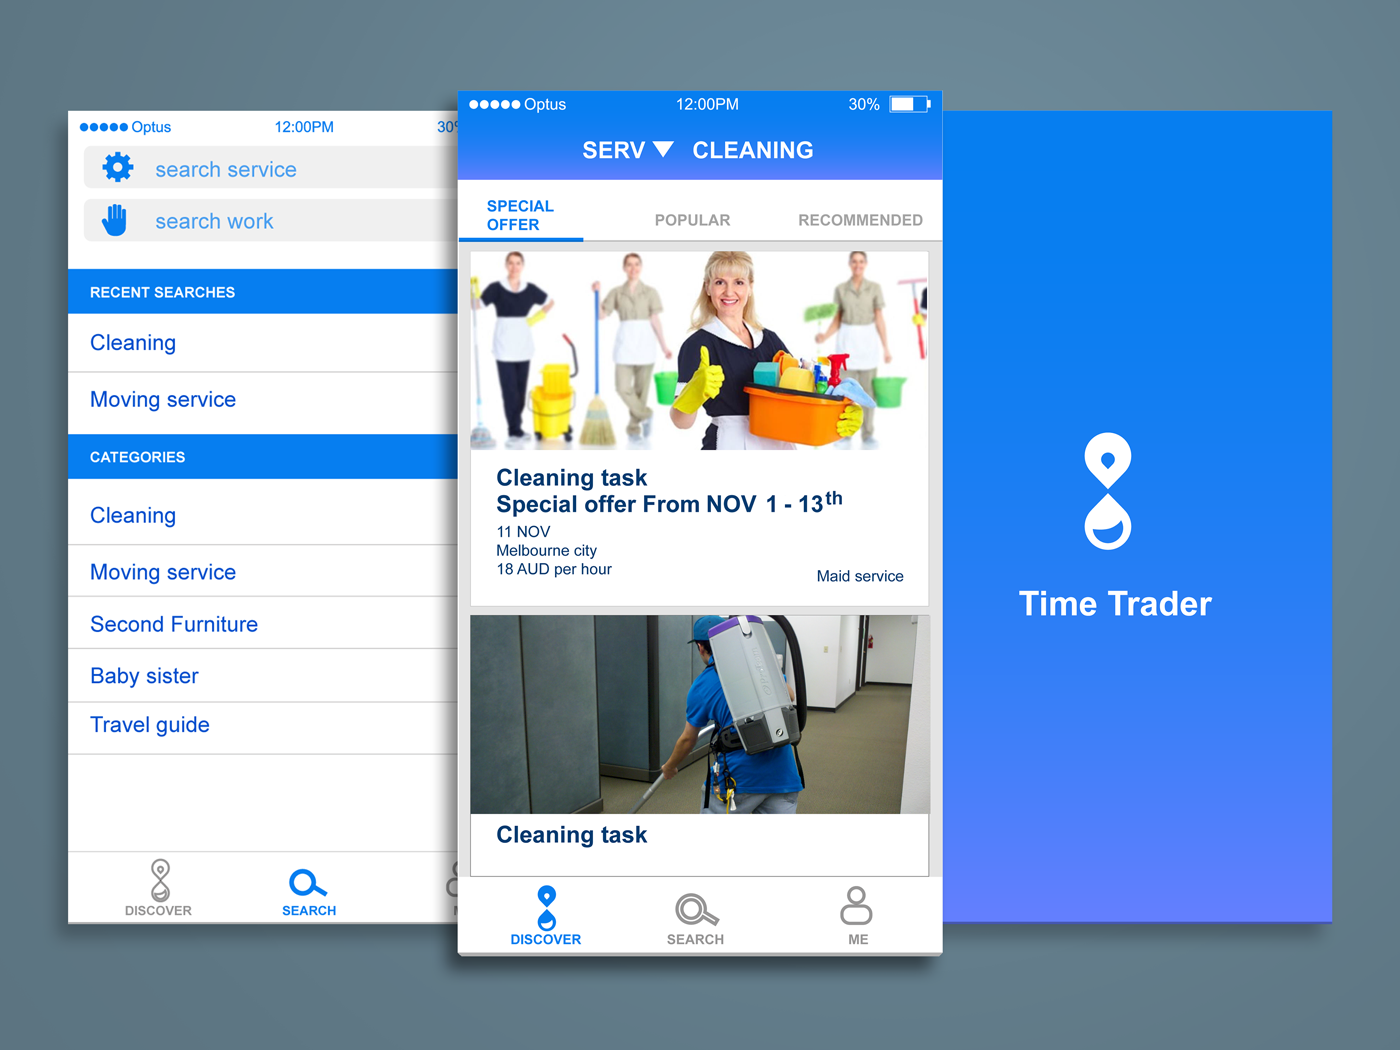 Optus 12:00PM 30%
search service
search work
RECENT SEARCHES
Cleaning
Moving service
CATEGORIES
Cleaning
Moving service
Second Furniture
Baby sister
Travel guide
DISCOVER SEARCH
Optus 12:00PM 30%
SERV CLEANING
SPECIAL
OFFER
POPULAR
RECOMMENDED
Cleaning task
Special offer From NOV 1 - 13th
11 NOV
Melbourne city
18 AUD per hour
Maid service
Cleaning task
DISCOVER SEARCH ME
Time Trader